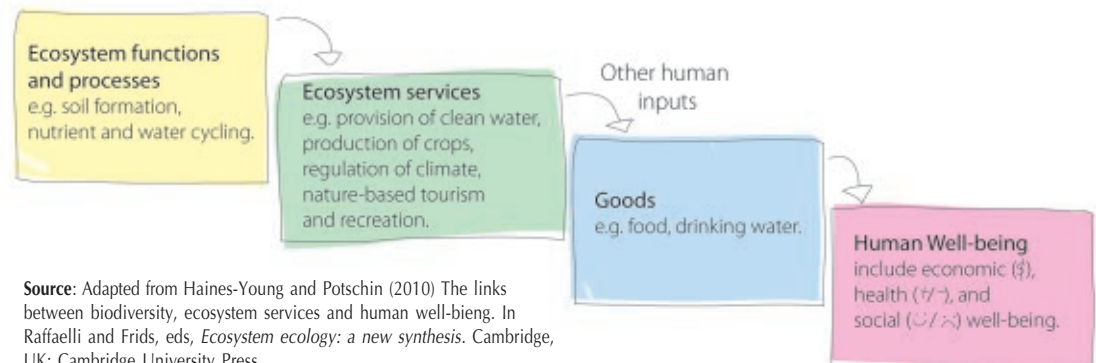 Ecosystem functions
and processes
e.g. soil formation,
nutrient and water cycling.
Ecosystem services
e.g. provision of clean water,
production of crops,
regulation of climate,
nature-based tourism
and recreation.
Other human
inputs
Goods
e.g. food, drinking water.
Human Well-being
include economic ($),
health (+/-), and
social (☺/☹) well-being.
Source: Adapted from Haines-Young and Potschin (2010) The links
between biodiversity, ecosystem services and human well-bieng. In
Raffaelli and Frids, eds, Ecosystem ecology: a new synthesis. Cambridge,
UK: Cambridge University Press